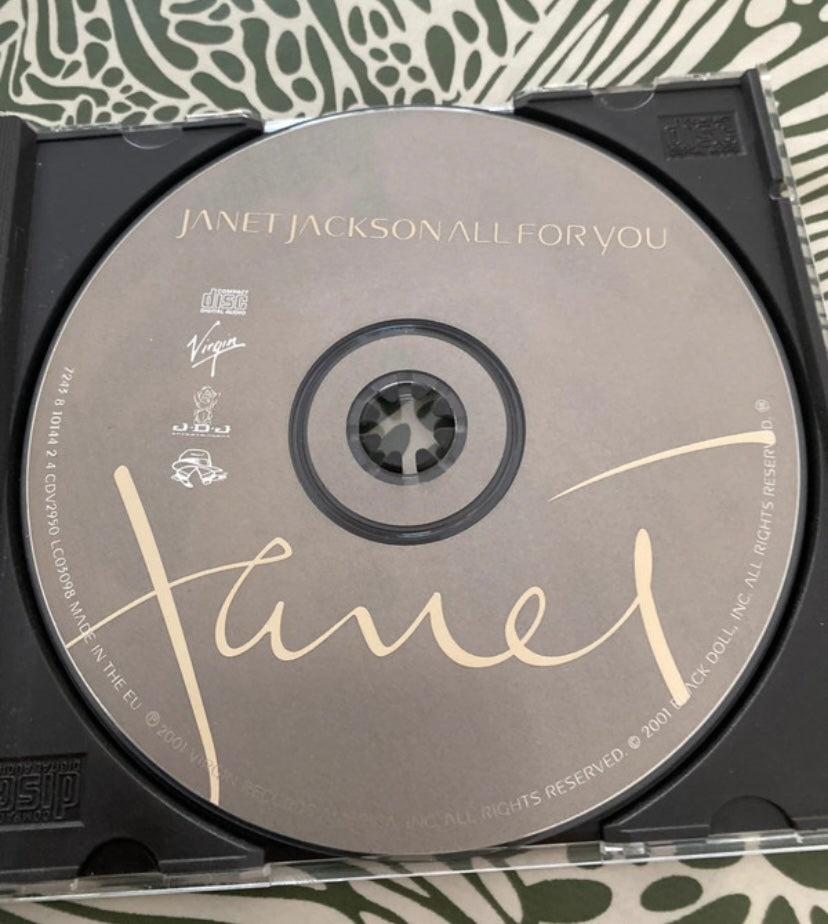 JANET JACKSON ALL FOR YOU
COMPACT
disc
DIGITAL AUDIO
Virgin
J·D·J
Janet
7243 8 10144 2 4 CDV2950 LC03098 MADE IN THE EU ℗ 2001 VIRGIN RECORDS AMERICA, INC. ALL RIGHTS RESERVED. © 2001 BLACK DOLL, INC. ALL RIGHTS RESERVED. ®
disc